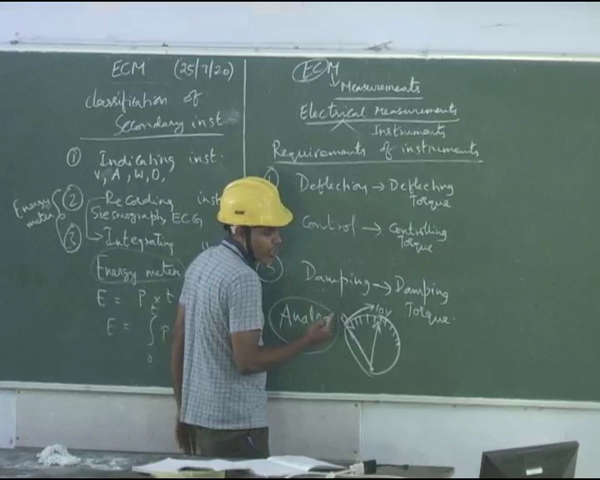 ECM (25/7/20)
Classification of
Secondary inst
① Indicating inst.
V, A, W, Ω,
② Recording inst
Siesmograph, ECG,
Energy
meter
③ → Integrating
Energy meter
E = P x t
E = ∫ P
0
ECM
Measurements
Electrical Measurements
Instruments
Requirements of instruments
Deflection → Deflecting
Torque
Control → Controlling
Torque
③ Damping → Damping
Torque.
Analog
10V